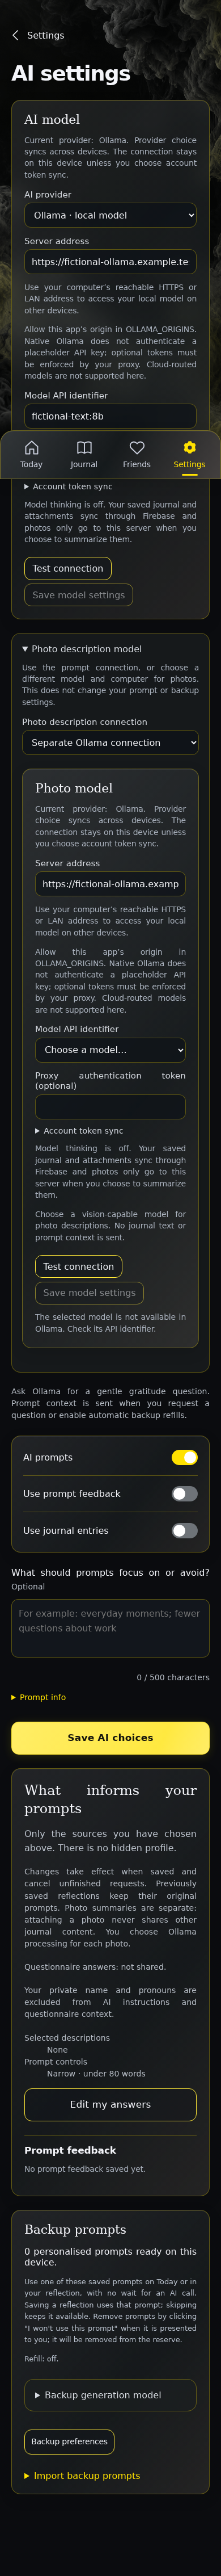 Settings
AI settings
AI model
Current provider: Ollama. Provider choice
syncs across devices. The connection stays
on this device unless you choose account
token sync.
AI provider
Ollama · local model
Server address
https://fictional-ollama.example.te
Use your computer's reachable HTTPS or
LAN address to access your local model on
other devices.
Allow this app's origin in OLLAMA_ORIGINS.
Native Ollama does not authenticate a
placeholder API key; optional tokens must
be enforced by your proxy. Cloud-routed
models are not supported here.
Model API identifier
fictional-text:8b
Today
Journal
Friends
Settings
Account token sync
Model thinking is off. Your saved journal and
attachments sync through Firebase and
photos only go to this server when you
choose to summarize them.
Test connection
Save model settings
Photo description model
Use the prompt connection, or choose a
different model and computer for photos.
This does not change your prompt or backup
settings.
Photo description connection
Separate Ollama connection
Photo model
Current provider: Ollama. Provider
choice syncs across devices. The
connection stays on this device unless
you choose account token sync.
Server address
https://fictional-ollama.examp
Use your computer's reachable HTTPS
or LAN address to access your local
model on other devices.
Allow this app's origin in
OLLAMA_ORIGINS. Native Ollama does
not authenticate a placeholder API
key; optional tokens must be enforced
by your proxy. Cloud-routed models
are not supported here.
Model API identifier
Choose a model...
Proxy authentication token
(optional)
Account token sync
Model thinking is off. Your saved
journal and attachments sync through
Firebase and photos only go to this
server when you choose to summarize
them.
Choose a vision-capable model for
photo descriptions. No journal text or
prompt context is sent.
Test connection
Save model settings
The selected model is not available in
Ollama. Check its API identifier.
Ask Ollama for a gentle gratitude question.
Prompt context is sent when you request a
question or enable automatic backup refills.
AI prompts
Use prompt feedback
Use journal entries
What should prompts focus on or avoid?
Optional
For example: everyday moments; fewer
questions about work
0 / 500 characters
Prompt info
Save AI choices
What informs your
prompts
Only the sources you have chosen
above. There is no hidden profile.
Changes take effect when saved and
cancel unfinished requests. Previously
saved reflections keep their original
prompts. Photo summaries are separate:
attaching a photo never shares other
journal content. You choose Ollama
processing for each photo.
Questionnaire answers: not shared.
Your private name and pronouns are
excluded from AI instructions and
questionnaire context.
Selected descriptions
None
Prompt controls
Narrow · under 80 words
Edit my answers
Prompt feedback
No prompt feedback saved yet.
Backup prompts
0 personalised prompts ready on this
device.
Use one of these saved prompts on Today or in
your reflection, with no wait for an AI call.
Saving a reflection uses that prompt; skipping
keeps it available. Remove prompts by clicking
"I won't use this prompt" when it is presented
to you; it will be removed from the reserve.
Refill: off.
Backup generation model
Backup preferences
Import backup prompts